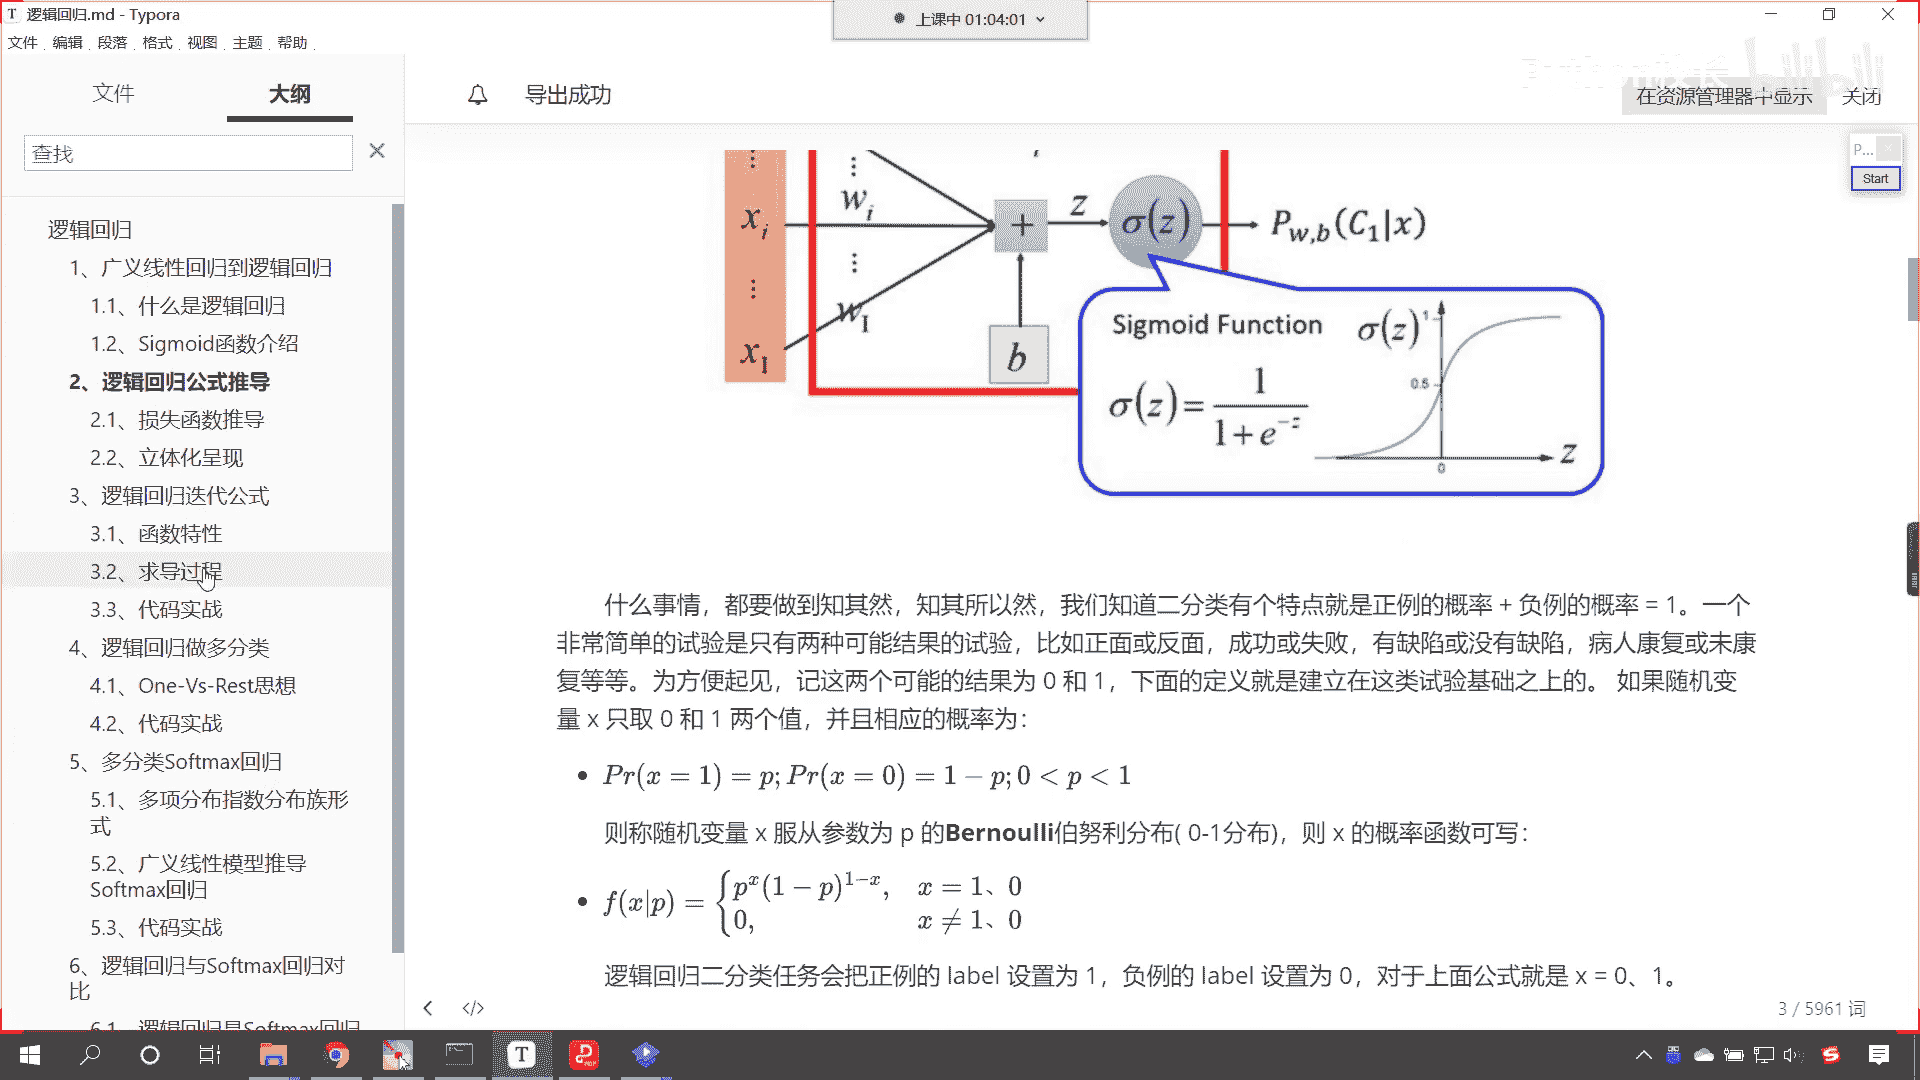 逻辑回归.md - Typora
上课中 01:04:01
文件 编辑 段落 格式 视图 主题 帮助
文件 大纲
导出成功
在资源管理器中显示 关闭
查找
P...
Start
逻辑回归
1、广义线性回归到逻辑回归
1.1、什么是逻辑回归
1.2、Sigmoid函数介绍
2、逻辑回归公式推导
2.1、损失函数推导
2.2、立体化呈现
3、逻辑回归迭代公式
3.1、函数特性
3.2、求导过程
3.3、代码实战
4、逻辑回归做多分类
4.1、One-Vs-Rest思想
4.2、代码实战
5、多分类Softmax回归
5.1、多项分布指数分布族形
式
5.2、广义线性模型推导
Softmax回归
5.3、代码实战
6、逻辑回归与Softmax回归对
比
6.1、逻辑回归是Softmax回归
⋮ ⋮
x_i w_i + z σ(z) P_{w,b}(C_1|x)
⋮ ⋮
x_I w_I b
Sigmoid Function σ(z) 1
0.5
σ(z) = 1 / (1 + e^{-z})
0 z
什么事情，都要做到知其然，知其所以然，我们知道二分类有个特点就是正例的概率 + 负例的概率 = 1。一个
非常简单的试验是只有两种可能结果的试验，比如正面或反面，成功或失败，有缺陷或没有缺陷，病人康复或未康
复等等。为方便起见，记这两个可能的结果为 0 和 1，下面的定义就是建立在这类试验基础之上的。 如果随机变
量 x 只取 0 和 1 两个值，并且相应的概率为：
• Pr(x = 1) = p; Pr(x = 0) = 1 − p; 0 < p < 1
则称随机变量 x 服从参数为 p 的Bernoulli伯努利分布( 0-1分布)，则 x 的概率函数可写：
• f(x|p) = { p^x(1 − p)^{1−x}, x = 1、0
0, x ≠ 1、0
逻辑回归二分类任务会把正例的 label 设置为 1，负例的 label 设置为 0，对于上面公式就是 x = 0、1。
3 / 5961 词